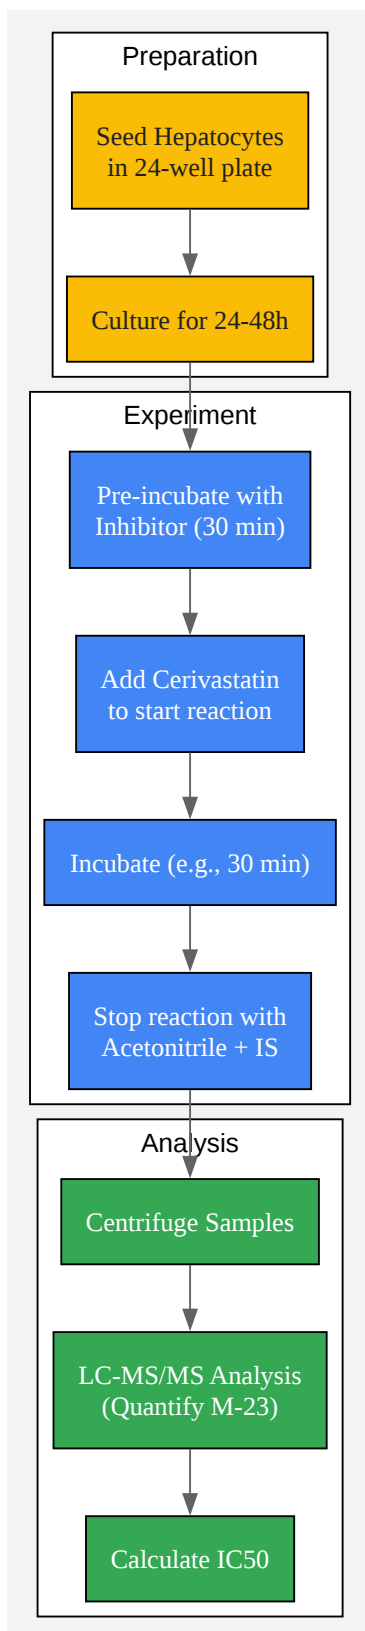 Preparation
Seed Hepatocytes
in 24-well plate
Culture for 24-48h
Experiment
Pre-incubate with
Inhibitor (30 min)
Add Cerivastatin
to start reaction
Incubate (e.g., 30 min)
Stop reaction with
Acetonitrile + IS
Analysis
Centrifuge Samples
LC-MS/MS Analysis
(Quantify M-23)
Calculate IC50